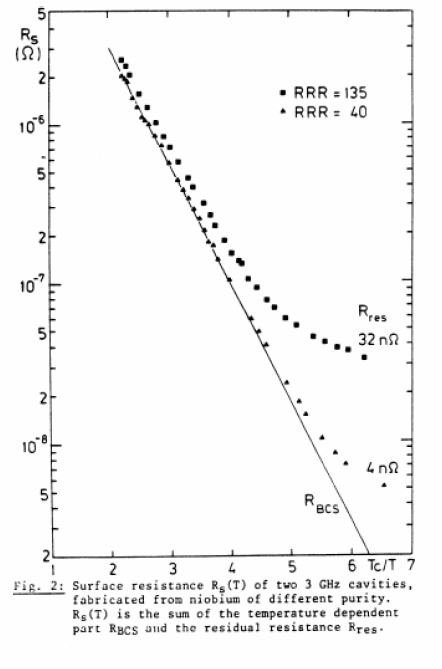 5
Rs
(Ω)
2
10⁻⁶
5
2
10⁻⁷
5
2
10⁻⁸
5
2
■ RRR = 135
▲ RRR = 40
Rres
32 nΩ
4 nΩ
RBCS
1 2 3 4 5 6 Tc/T 7
Fig. 2: Surface resistance Rs(T) of two 3 GHz cavities,
fabricated from niobium of different purity.
Rs(T) is the sum of the temperature dependent
part RBCS and the residual resistance Rres.